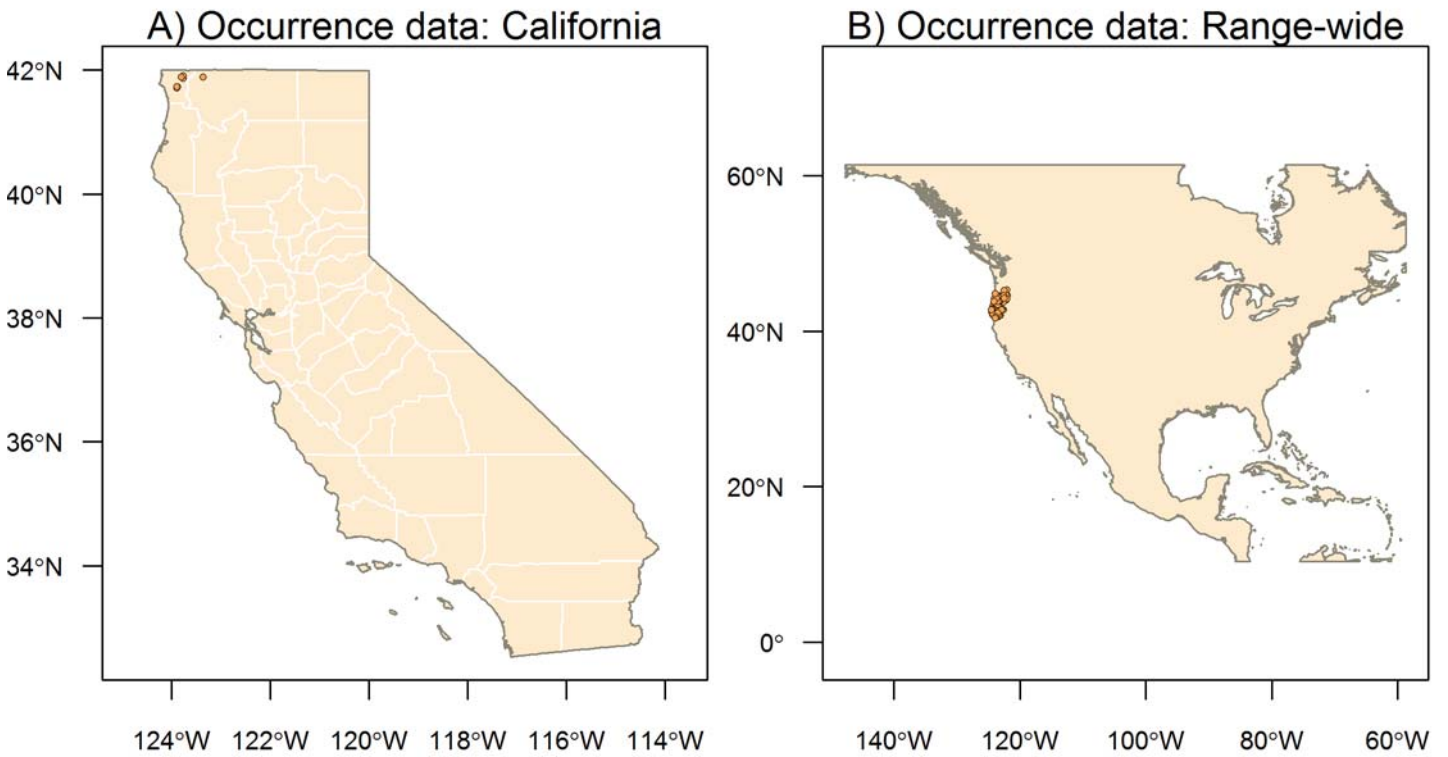 A) Occurrence data: California
42°N
40°N
38°N
36°N
34°N
124°W 122°W 120°W 118°W 116°W 114°W
B) Occurrence data: Range-wide
60°N
40°N
20°N
0°
140°W 120°W 100°W 80°W 60°W